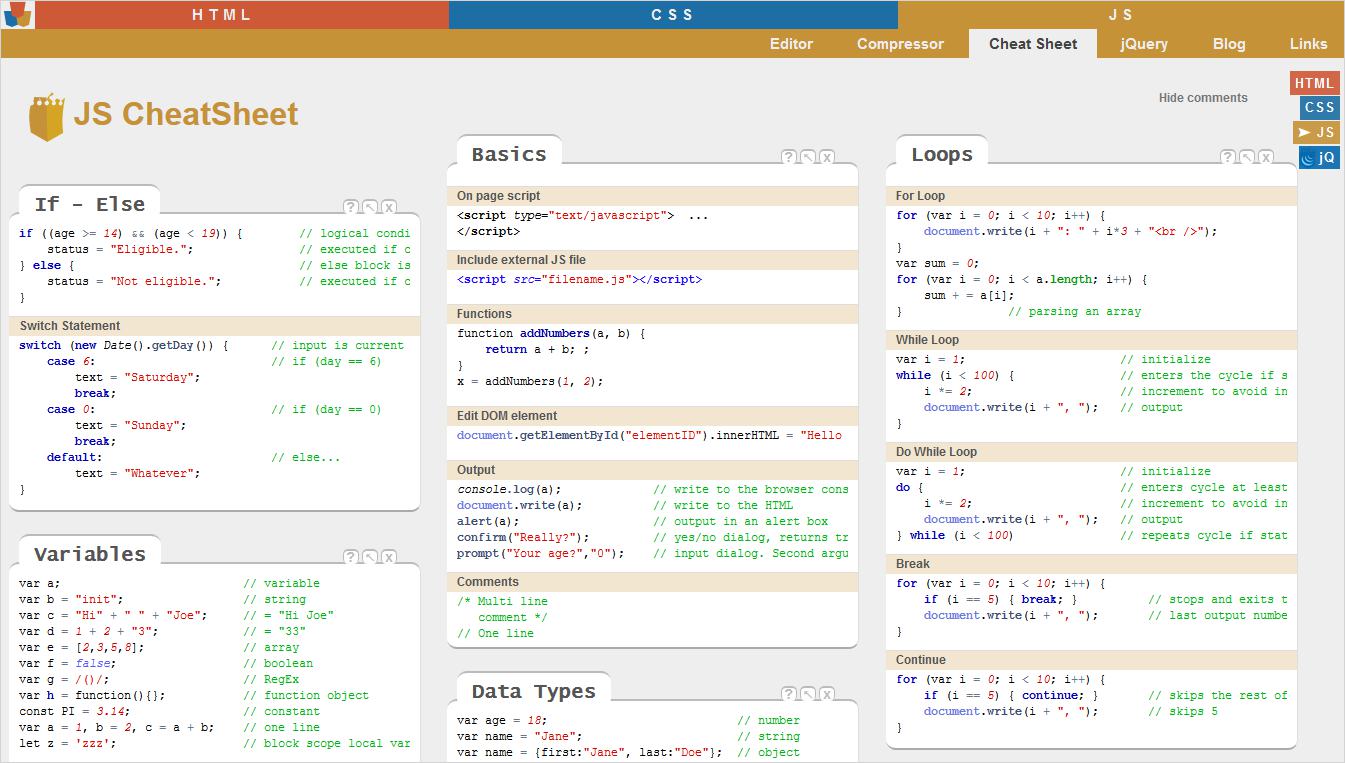 HTML
CSS
JS
Editor
Compressor
Cheat Sheet
jQuery
Blog
Links
Hide comments
HTML
CSS
JS
jQ
JS CheatSheet
If - Else
? ↖ x
if ((age >= 14) && (age < 19)) { // logical condi
status = "Eligible."; // executed if c
} else { // else block is
status = "Not eligible."; // executed if c
}
Switch Statement
switch (new Date().getDay()) { // input is current
case 6: // if (day == 6)
text = "Saturday";
break;
case 0: // if (day == 0)
text = "Sunday";
break;
default: // else...
text = "Whatever";
}
Variables
? ↖ x
var a; // variable
var b = "init"; // string
var c = "Hi" + " " + "Joe"; // = "Hi Joe"
var d = 1 + 2 + "3"; // = "33"
var e = [2,3,5,8]; // array
var f = false; // boolean
var g = /()/; // RegEx
var h = function(){}; // function object
const PI = 3.14; // constant
var a = 1, b = 2, c = a + b; // one line
let z = 'zzz'; // block scope local var
Basics
? ↖ x
On page script
<script type="text/javascript"> ...
</script>
Include external JS file
<script src="filename.js"></script>
Functions
function addNumbers(a, b) {
return a + b; ;
}
x = addNumbers(1, 2);
Edit DOM element
document.getElementById("elementID").innerHTML = "Hello
Output
console.log(a); // write to the browser cons
document.write(a); // write to the HTML
alert(a); // output in an alert box
confirm("Really?"); // yes/no dialog, returns tr
prompt("Your age?","0"); // input dialog. Second argu
Comments
/* Multi line
comment */
// One line
Data Types
? ↖ x
var age = 18; // number
var name = "Jane"; // string
var name = {first:"Jane", last:"Doe"}; // object
Loops
? ↖ x
For Loop
for (var i = 0; i < 10; i++) {
document.write(i + ": " + i*3 + "<br />");
}
var sum = 0;
for (var i = 0; i < a.length; i++) {
sum + = a[i];
} // parsing an array
While Loop
var i = 1; // initialize
while (i < 100) { // enters the cycle if s
i *= 2; // increment to avoid in
document.write(i + ", "); // output
}
Do While Loop
var i = 1; // initialize
do { // enters cycle at least
i *= 2; // increment to avoid in
document.write(i + ", "); // output
} while (i < 100) // repeats cycle if stat
Break
for (var i = 0; i < 10; i++) {
if (i == 5) { break; } // stops and exits t
document.write(i + ", "); // last output numbe
}
Continue
for (var i = 0; i < 10; i++) {
if (i == 5) { continue; } // skips the rest of
document.write(i + ", "); // skips 5
}